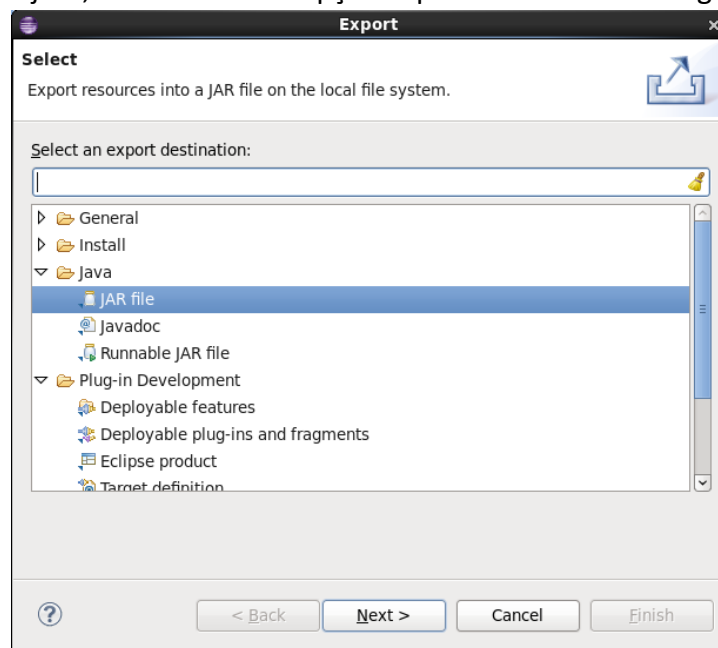 Export
Select
Export resources into a JAR file on the local file system.
Select an export destination:
General
Install
Java
JAR file
Javadoc
Runnable JAR file
Plug-in Development
Deployable features
Deployable plug-ins and fragments
Eclipse product
Target definition
< Back
Next >
Cancel
Finish